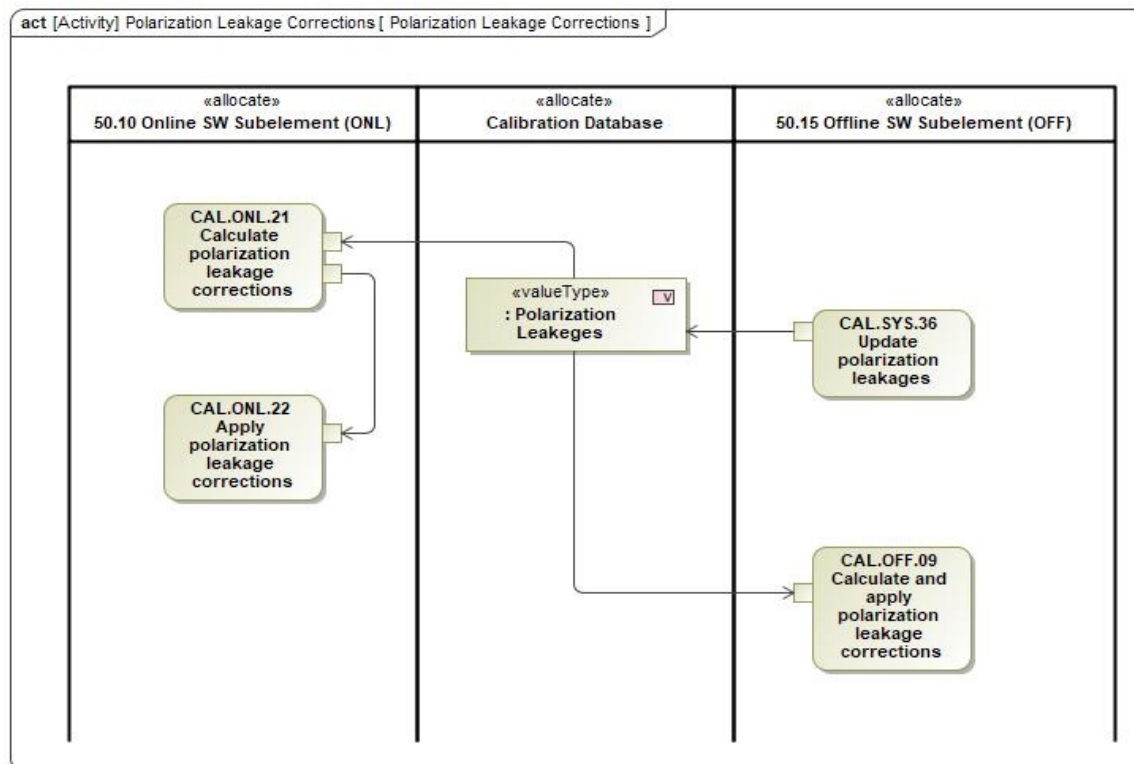 act [Activity] Polarization Leakage Corrections [ Polarization Leakage Corrections ]
«allocate»
50.10 Online SW Subelement (ONL)
«allocate»
Calibration Database
«allocate»
50.15 Offline SW Subelement (OFF)
CAL.ONL.21
Calculate
polarization
leakage
corrections
«valueType»
V
: Polarization
Leakeges
CAL.SYS.36
Update
polarization
leakages
CAL.ONL.22
Apply
polarization
leakage
corrections
CAL.OFF.09
Calculate and
apply
polarization
leakage
corrections